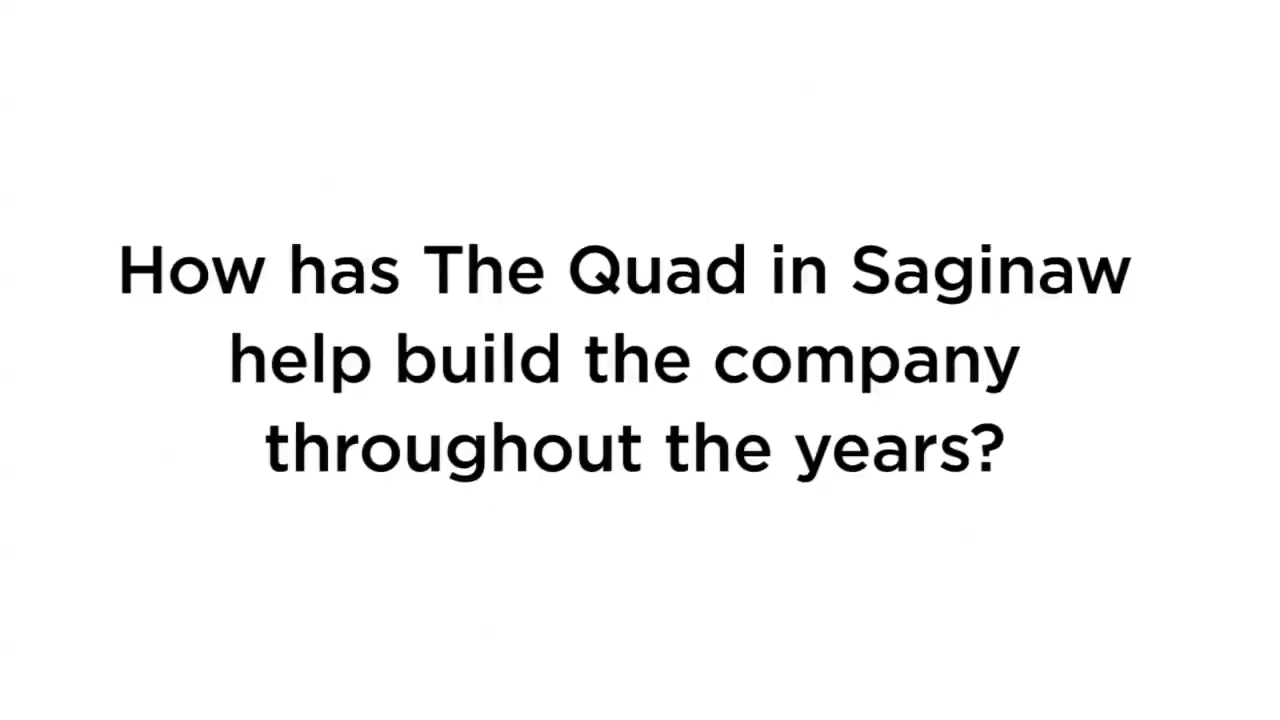 How has The Quad in Saginaw
help build the company
throughout the years?